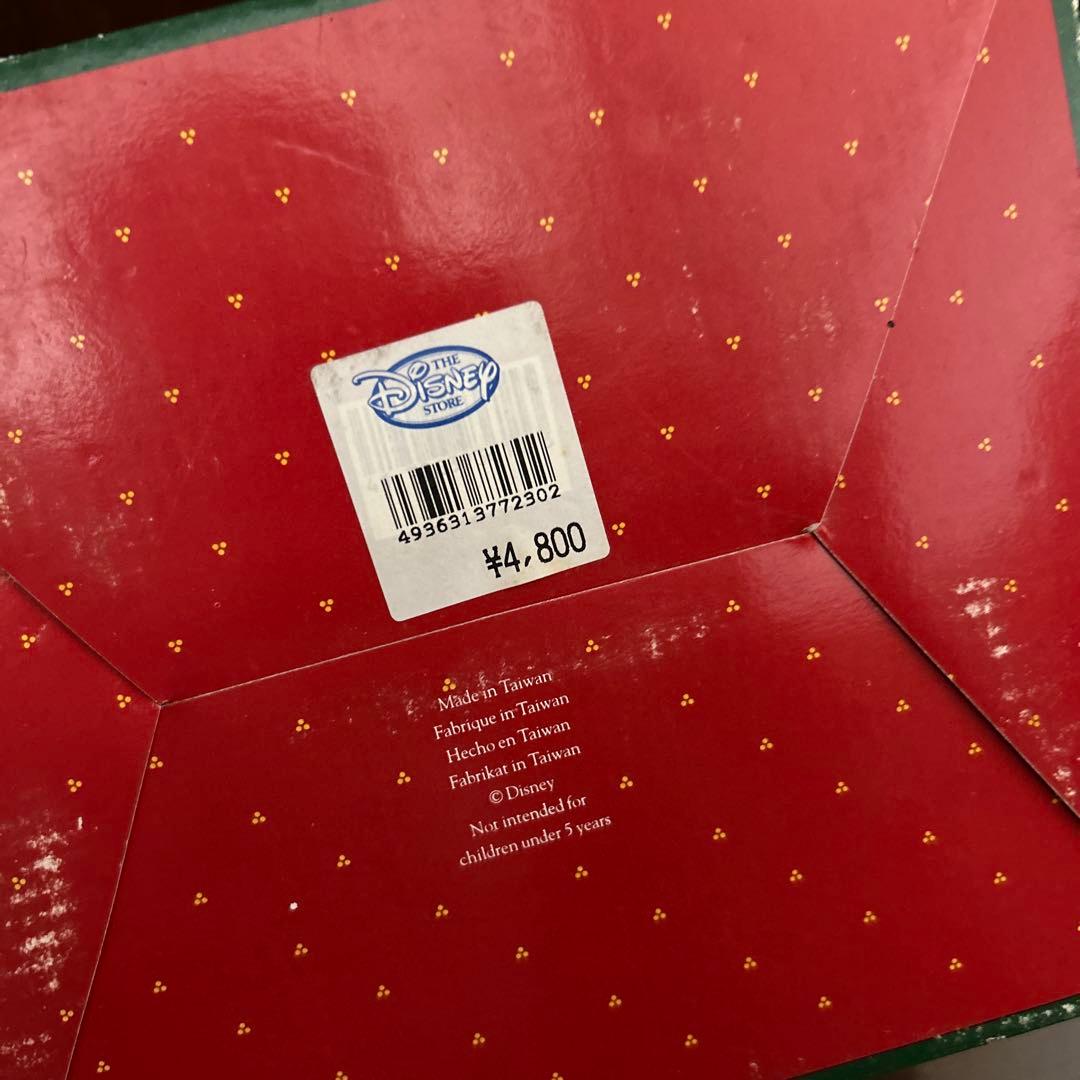 THE
Disney
STORE
4936313772302
¥4,800
Made in Taiwan
Fabrique in Taiwan
Hecho en Taiwan
Fabrikat in Taiwan
© Disney
Not intended for
children under 5 years